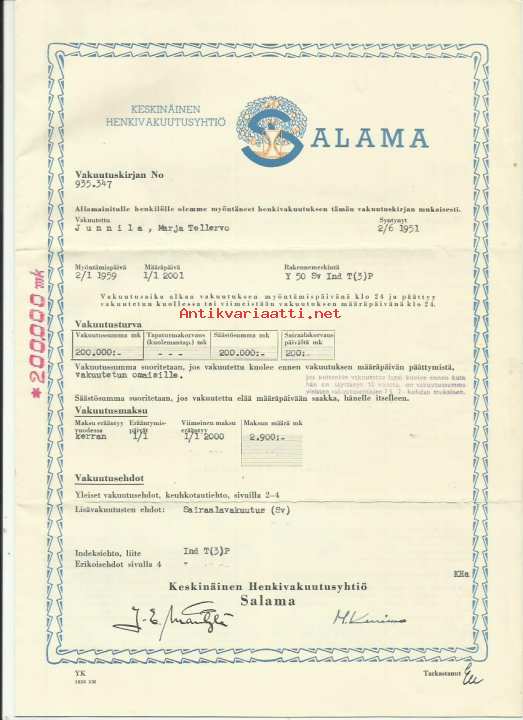 KESKINÄINEN
HENKIVAKUUTUSYHTIÖ
SALAMA
Vakuutuskirjan No
935.347
Allamainitulle henkilölle olemme myöntäneet henkivakuutuksen tämän vakuutuskirjan mukaisesti.
Vakuutettu Syntynyt
Junnila, Marja Tellervo 2/6 1951
Myöntämispäivä Määräpäivä Rakennemerkintä
2/1 1959 1/1 2001 Y 50 Sv Ind T(3)P
Vakuutusaika alkaa vakuutuksen myöntämispäivänä klo 24 ja päättyy
vakuutetun kuollessa tai viimeistään vakuutuksen määräpäivänä klo 24.
Antikvariaatti.net
*200.000 mk
Vakuutusturva
Vakuutussumma mk Tapaturmakorvaus (kuolemantap.) mk Säästösumma mk Sairaalakorvaus päivältä mk
200.000:- - - - 200.000:- 200:-
Vakuutussumma suoritetaan, jos vakuutettu kuolee ennen vakuutuksen määräpäivän päättymistä,
vakuutetun omaisille.
Säästösumma suoritetaan, jos vakuutettu elää määräpäivään saakka, hänelle itselleen.
Vakuutusmaksu
Maksu erääntyy vuodessa Erääntymispäivät Viimeinen maksu erääntyy Maksun määrä mk
kerran 1/1 1/1 2000 2.900:-
Vakuutusehdot
Yleiset vakuutusehdot, keuhkotautiehto, sivuilla 2–4
Lisävakuutusten ehdot: Sairaalavakuutus (Sv)
Indeksiehto, liite Ind T(3)P
Erikoisehdot sivulla 4 -
KHa
Keskinäinen Henkivakuutusyhtiö
Salama
YK
Tarkastanut